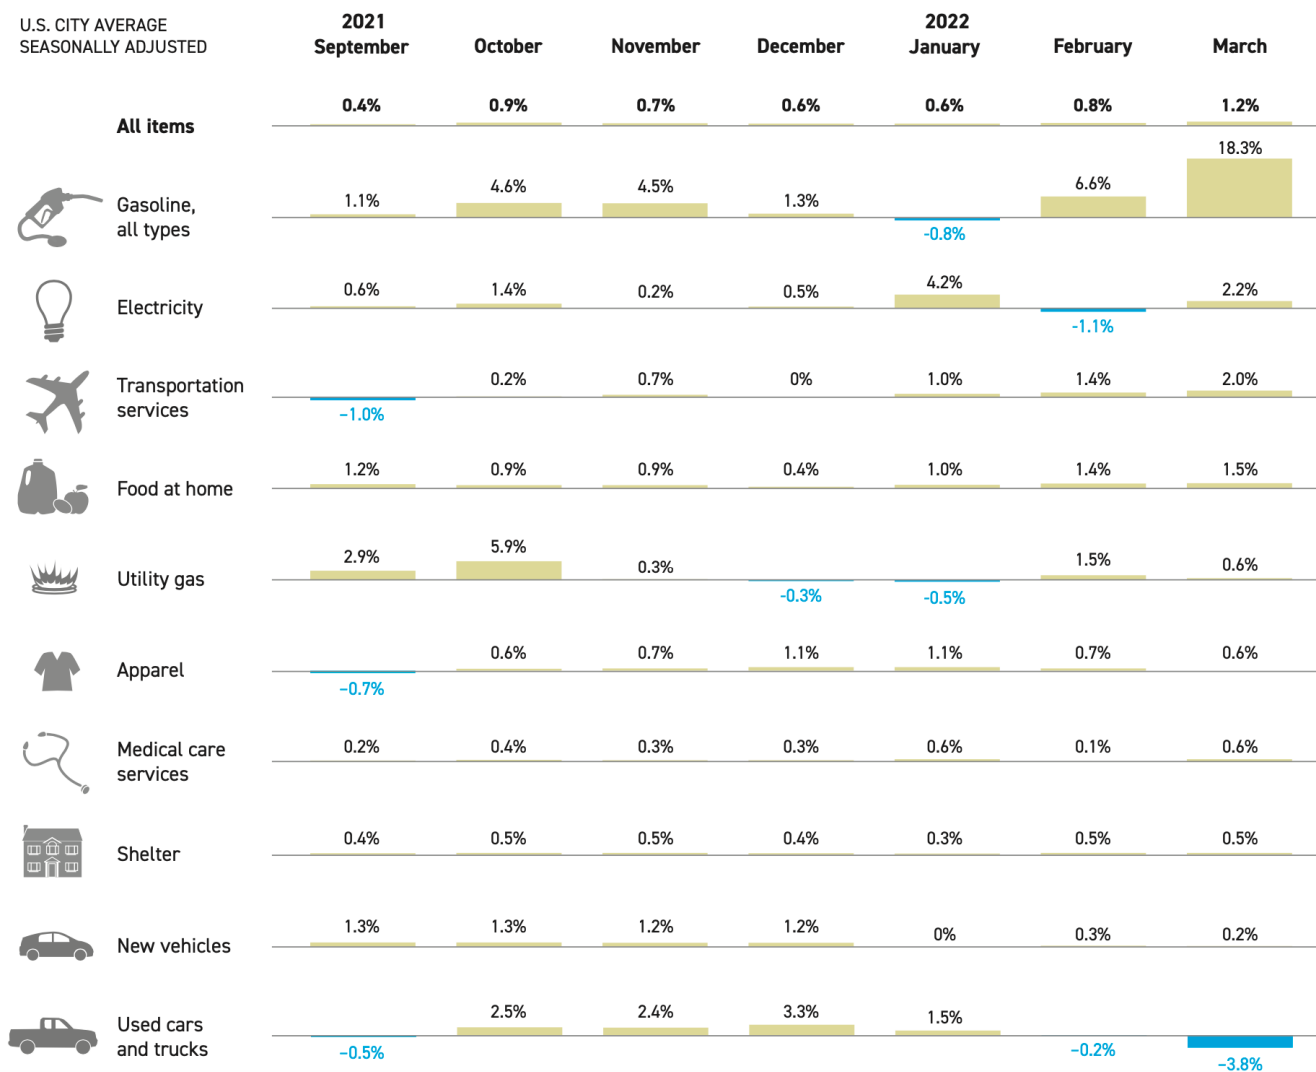 U.S. CITY AVERAGE
SEASONALLY ADJUSTED
2021
September
October
November
December
2022
January
February
March
All items
0.4% 0.9% 0.7% 0.6% 0.6% 0.8% 1.2%
Gasoline,
all types
1.1% 4.6% 4.5% 1.3% -0.8% 6.6% 18.3%
Electricity
0.6% 1.4% 0.2% 0.5% 4.2% -1.1% 2.2%
Transportation
services
–1.0% 0.2% 0.7% 0% 1.0% 1.4% 2.0%
Food at home
1.2% 0.9% 0.9% 0.4% 1.0% 1.4% 1.5%
Utility gas
2.9% 5.9% 0.3% -0.3% -0.5% 1.5% 0.6%
Apparel
–0.7% 0.6% 0.7% 1.1% 1.1% 0.7% 0.6%
Medical care
services
0.2% 0.4% 0.3% 0.3% 0.6% 0.1% 0.6%
Shelter
0.4% 0.5% 0.5% 0.4% 0.3% 0.5% 0.5%
New vehicles
1.3% 1.3% 1.2% 1.2% 0% 0.3% 0.2%
Used cars
and trucks
–0.5% 2.5% 2.4% 3.3% 1.5% –0.2% –3.8%